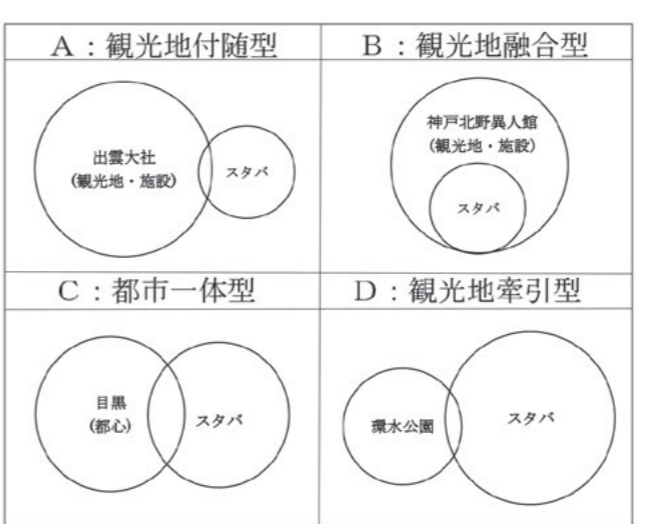 A：観光地付随型
B：観光地融合型
出雲大社
(観光地・施設)
スタバ
神戸北野異人館
(観光地・施設)
スタバ
C：都市一体型
D：観光地牽引型
目黒
(都心)
スタバ
環水公園
スタバ